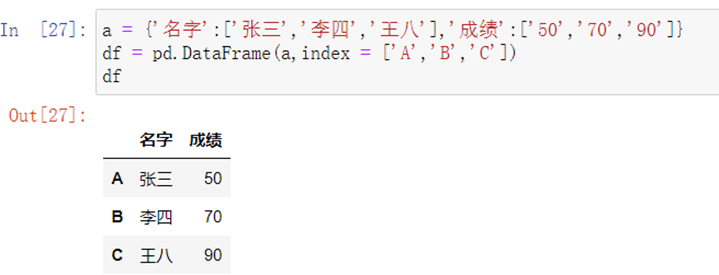 In [27]: a = {'名字':['张三','李四','王八'],'成绩':['50','70','90']}
df = pd.DataFrame(a,index = ['A','B','C'])
df
Out[27]:
名字 成绩
A 张三 50
B 李四 70
C 王八 90